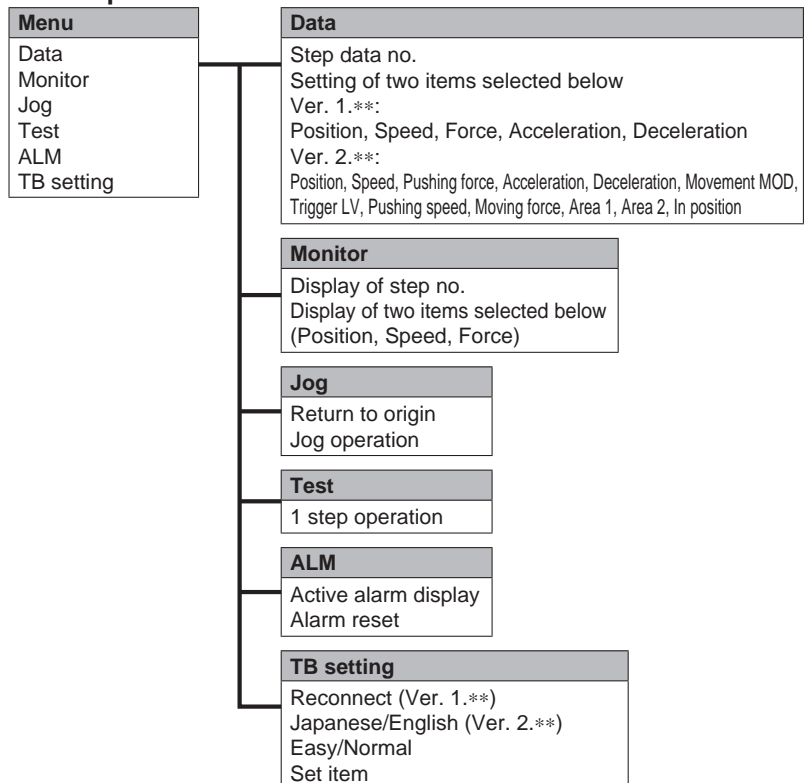 Menu
Data
Monitor
Jog
Test
ALM
TB setting
Data
Step data no.
Setting of two items selected below
Ver. 1.∗∗:
Position, Speed, Force, Acceleration, Deceleration
Ver. 2.∗∗:
Position, Speed, Pushing force, Acceleration, Deceleration, Movement MOD,
Trigger LV, Pushing speed, Moving force, Area 1, Area 2, In position
Monitor
Display of step no.
Display of two items selected below
(Position, Speed, Force)
Jog
Return to origin
Jog operation
Test
1 step operation
ALM
Active alarm display
Alarm reset
TB setting
Reconnect (Ver. 1.∗∗)
Japanese/English (Ver. 2.∗∗)
Easy/Normal
Set item